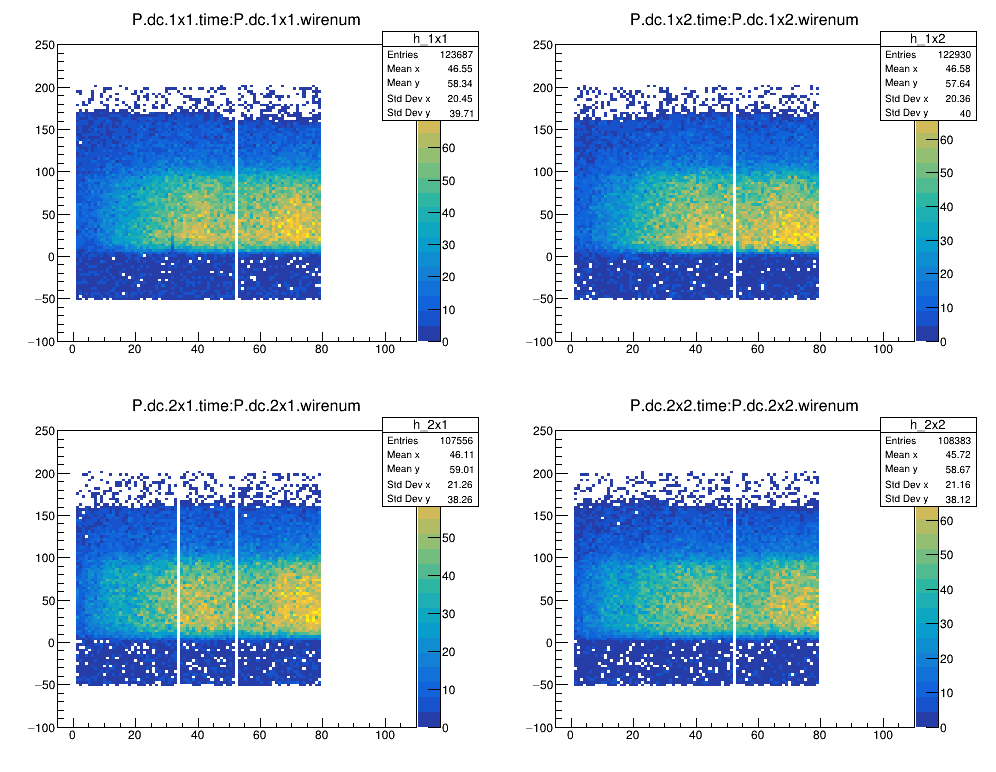 P.dc.1x1.time:P.dc.1x1.wirenum
h_1x1
Entries 123687
Mean x 46.55
Mean y 58.34
Std Dev x 20.45
Std Dev y 39.71
250
200
150
100
50
0
−50
−100
0 20 40 60 80 100
60
50
40
30
20
10
0
P.dc.1x2.time:P.dc.1x2.wirenum
h_1x2
Entries 122930
Mean x 46.58
Mean y 57.64
Std Dev x 20.36
Std Dev y 40
250
200
150
100
50
0
−50
−100
0 20 40 60 80 100
60
50
40
30
20
10
0
P.dc.2x1.time:P.dc.2x1.wirenum
h_2x1
Entries 107556
Mean x 46.11
Mean y 59.01
Std Dev x 21.26
Std Dev y 38.26
250
200
150
100
50
0
−50
−100
0 20 40 60 80 100
50
40
30
20
10
0
P.dc.2x2.time:P.dc.2x2.wirenum
h_2x2
Entries 108383
Mean x 45.72
Mean y 58.67
Std Dev x 21.16
Std Dev y 38.12
250
200
150
100
50
0
−50
−100
0 20 40 60 80 100
60
50
40
30
20
10
0